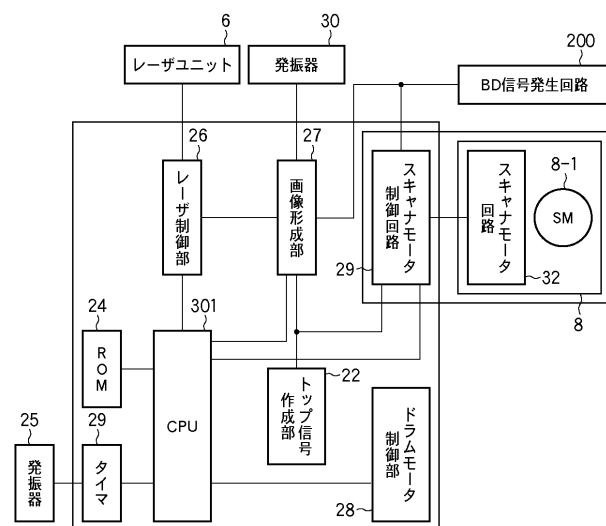 6
30
200
レーザユニット
発振器
BD信号発生回路
26
27
8-1
レーザ制御部
画像形成部
スキャナモータ
制御回路
スキャナモータ
回路
SM
29
32
8
24
301
ROM
CPU
22
トップ信号
作成部
25
29
発振器
タイマ
ドラムモータ
制御部
28